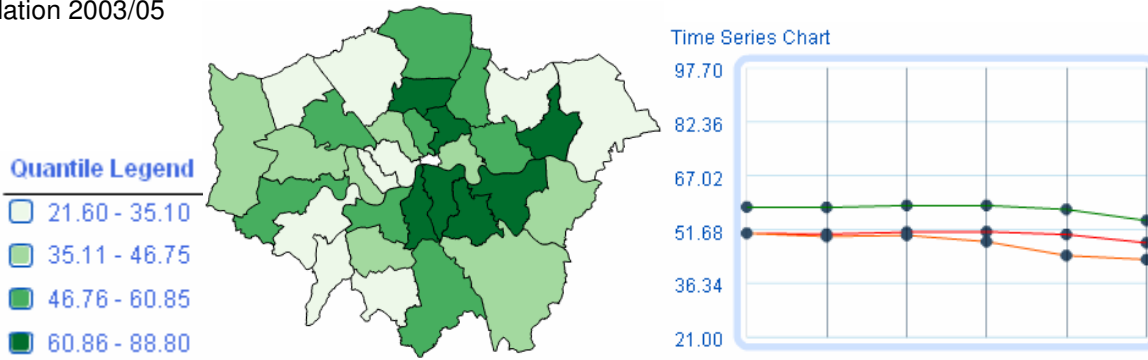 2003/05
Quantile Legend
21.60 - 35.10
35.11 - 46.75
46.76 - 60.85
60.86 - 88.80
Time Series Chart
97.70
82.36
67.02
51.68
36.34
21.00